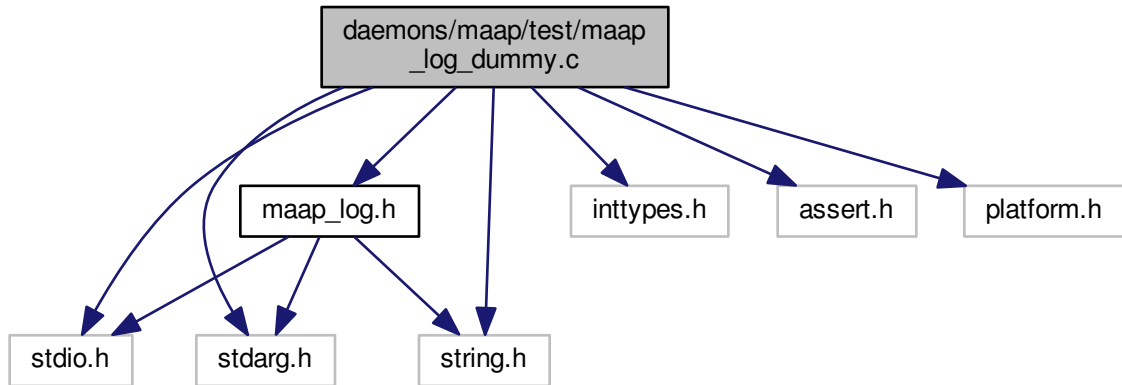 daemons/maap/test/maap
_log_dummy.c
maap_log.h
inttypes.h
assert.h
platform.h
stdio.h
stdarg.h
string.h